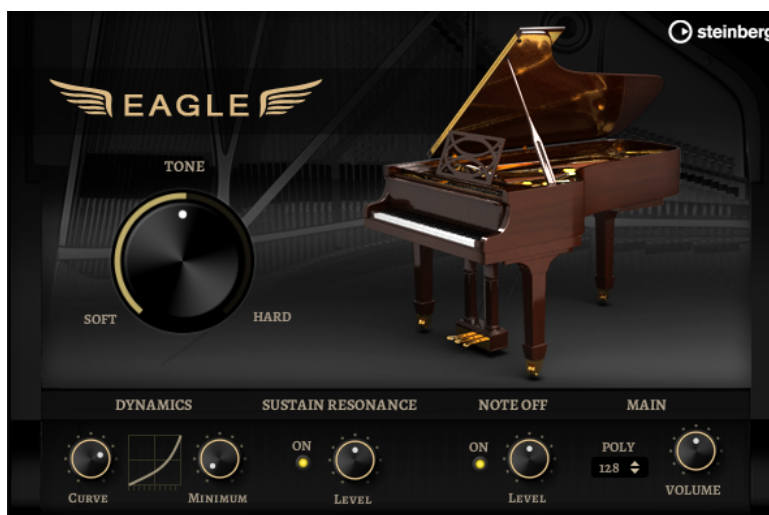 steinberg
EAGLE
TONE
SOFT
HARD
DYNAMICS
SUSTAIN RESONANCE
NOTE OFF
MAIN
ON
ON
POLY
128
CURVE
MINIMUM
LEVEL
LEVEL
VOLUME